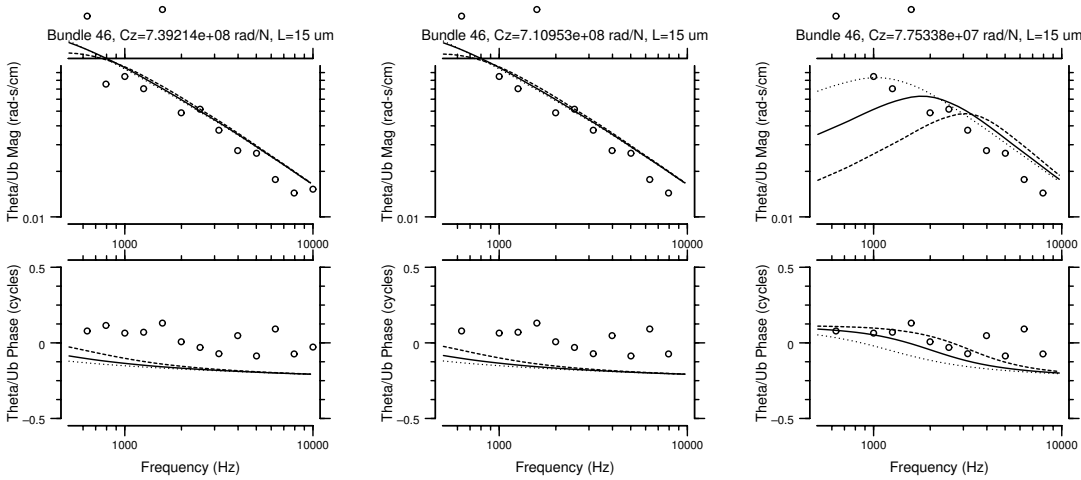 Bundle 46, Cz=7.39214e+08 rad/N, L=15 um
Theta/Ub Mag (rad-s/cm)
0.01
1000
10000
Theta/Ub Phase (cycles)
0.5
0
−0.5
1000
10000
Frequency (Hz)
Bundle 46, Cz=7.10953e+08 rad/N, L=15 um
Theta/Ub Mag (rad-s/cm)
0.01
1000
10000
Theta/Ub Phase (cycles)
0.5
0
−0.5
1000
10000
Frequency (Hz)
Bundle 46, Cz=7.75338e+07 rad/N, L=15 um
Theta/Ub Mag (rad-s/cm)
0.01
1000
10000
Theta/Ub Phase (cycles)
0.5
0
−0.5
1000
10000
Frequency (Hz)